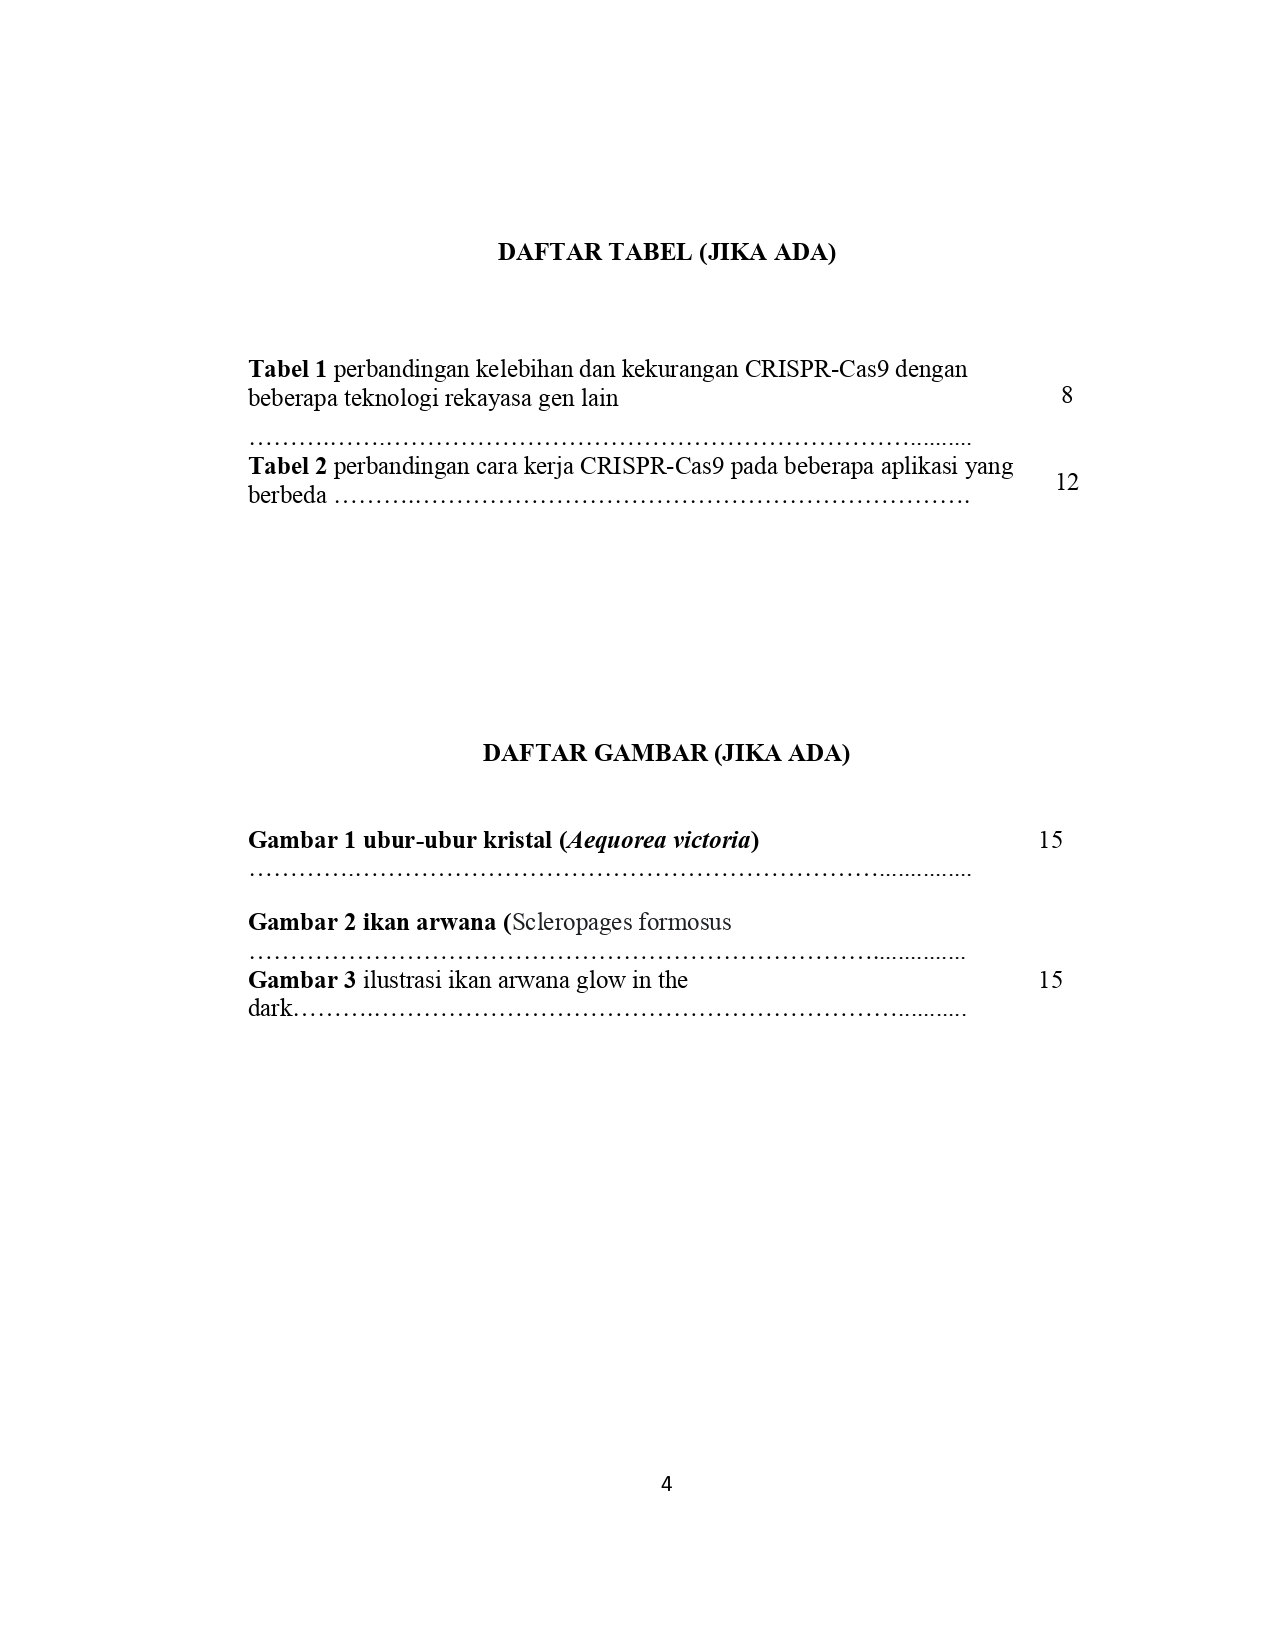 DAFTAR TABEL (JIKA ADA)
Tabel 1 perbandingan kelebihan dan kekurangan CRISPR-Cas9 dengan
beberapa teknologi rekayasa gen lain 8
……….…….………………………………………………………..........
Tabel 2 perbandingan cara kerja CRISPR-Cas9 pada beberapa aplikasi yang
berbeda ……….…………………………………………………………. 12
DAFTAR GAMBAR (JIKA ADA)
Gambar 1 ubur-ubur kristal (Aequorea victoria) 15
………….………………………………………………………...............
Gambar 2 ikan arwana (Scleropages formosus
…………………………………………………………………...............
Gambar 3 ilustrasi ikan arwana glow in the 15
dark……….………………………………………………………...........
4